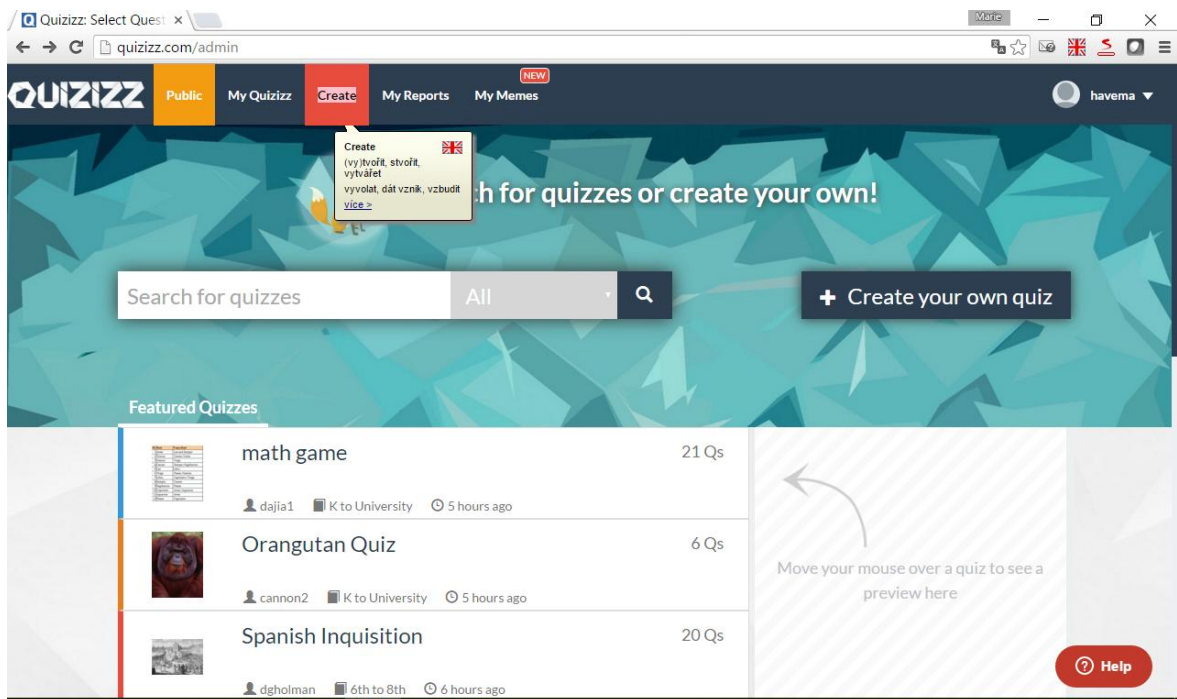 Quizizz: Select Quest
Marie
quizizz.com/admin
QUIZIZZ
Public
My Quizizz
Create
My Reports
My Memes
NEW
havema
Create
(vy)tvořit, stvořit,
vytvářet
vyvolat, dát vznik, vzbudit
více >
h for quizzes or create your own!
Search for quizzes
All
+ Create your own quiz
Featured Quizzes
math game
21 Qs
dajia1 K to University 5 hours ago
Orangutan Quiz
6 Qs
cannon2 K to University 5 hours ago
Spanish Inquisition
20 Qs
dgholman 6th to 8th 6 hours ago
Move your mouse over a quiz to see a
preview here
Help